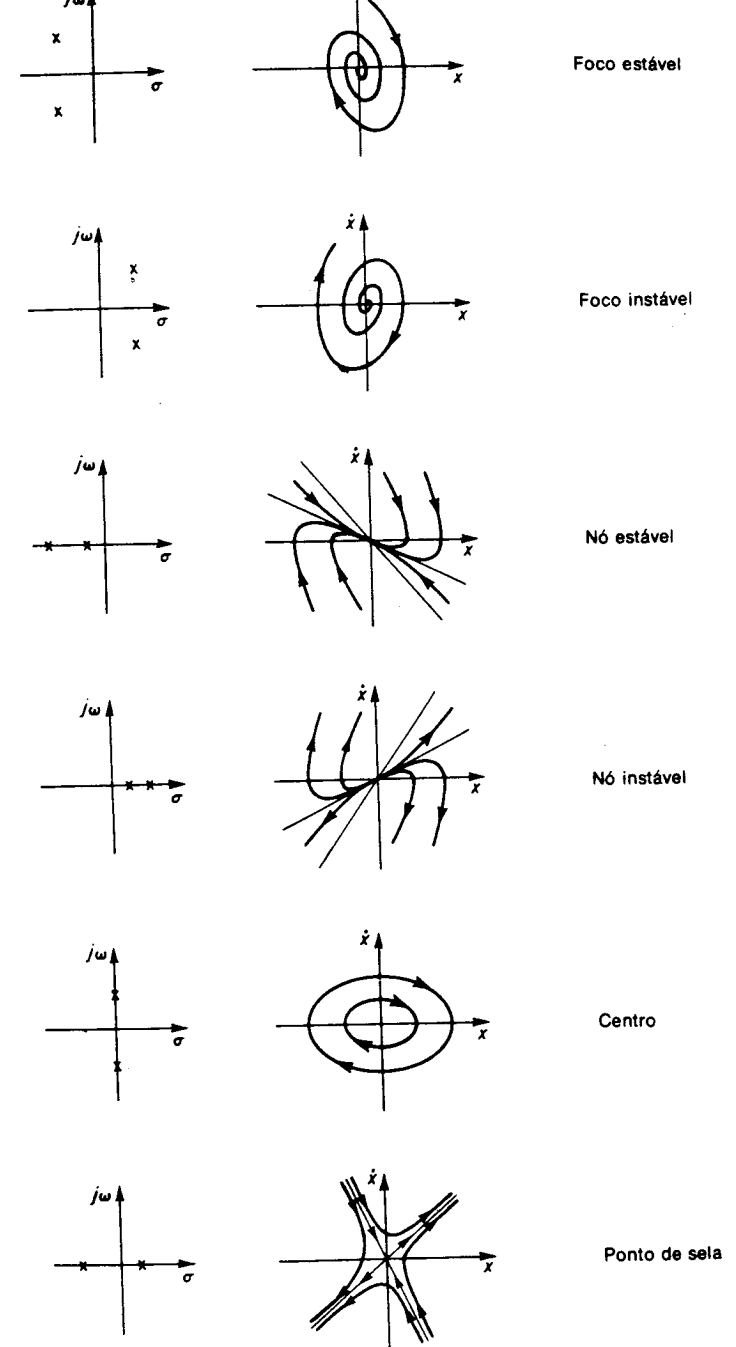 jω
σ
x
Foco estável
jω
σ
ẋ
x
Foco instável
jω
σ
ẋ
x
Nó estável
jω
σ
ẋ
x
Nó instável
jω
σ
ẋ
x
Centro
jω
σ
ẋ
x
Ponto de sela